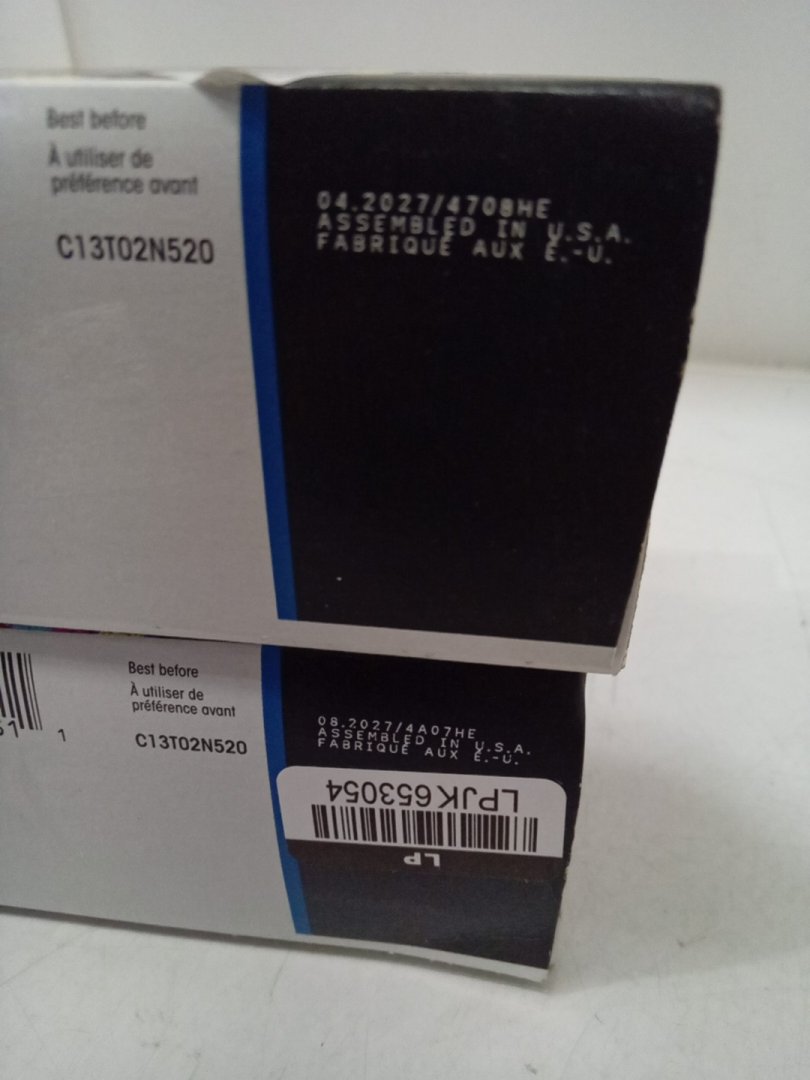 Best before
À utiliser de
préférence avant
C13T02N520
04.2027/4708HE
ASSEMBLED IN U.S.A.
FABRIQUÉ AUX É.-U.
1
Best before
À utiliser de
préférence avant
C13T02N520
08.2027/4A07HE
ASSEMBLED IN U.S.A.
FABRIQUÉ AUX É.-U.
LPJK653054
LP